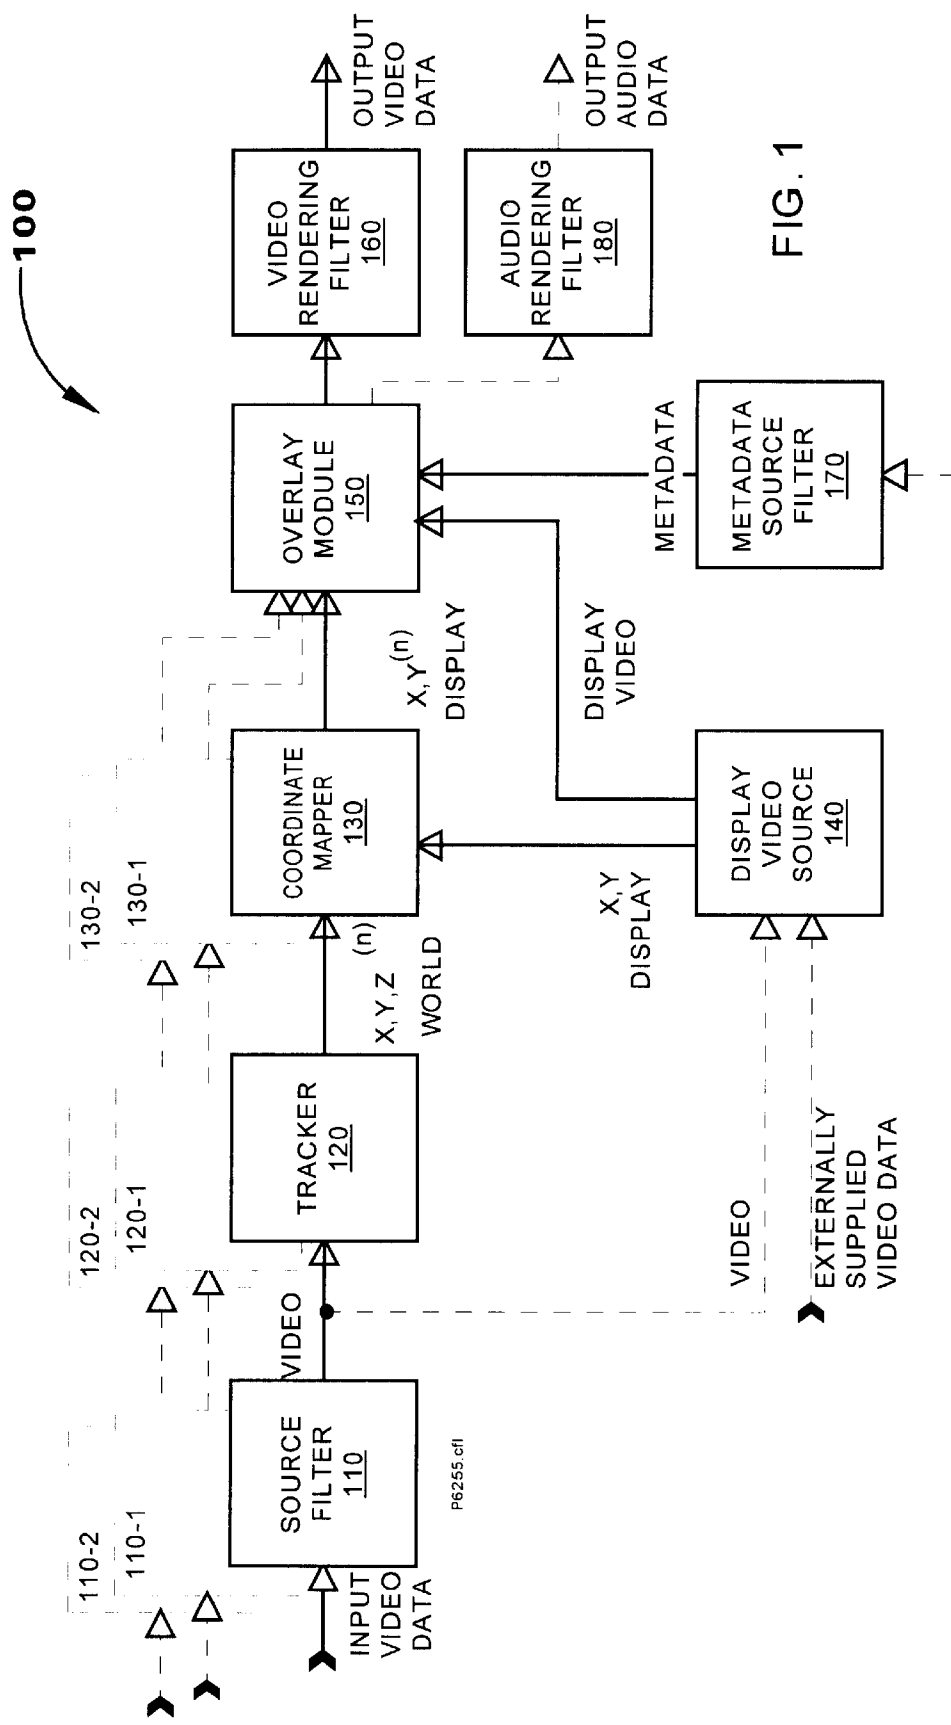 100
110-2
110-1
120-2
120-1
130-2
130-1
INPUT
VIDEO
DATA
SOURCE
FILTER
110
VIDEO
TRACKER
120
X,Y,Z (n)
WORLD
COORDINATE
MAPPER
130
X,Y (n)
DISPLAY
OVERLAY
MODULE
150
VIDEO
RENDERING
FILTER
160
OUTPUT
VIDEO
DATA
AUDIO
RENDERING
FILTER
180
OUTPUT
AUDIO
DATA
P6255.cfl
VIDEO
EXTERNALLY
SUPPLIED
VIDEO DATA
X,Y
DISPLAY
DISPLAY
VIDEO
DISPLAY
VIDEO
SOURCE
140
METADATA
METADATA
SOURCE
FILTER
170
FIG. 1